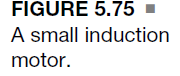 FIGURE 5.75 ■
A small induction
motor.